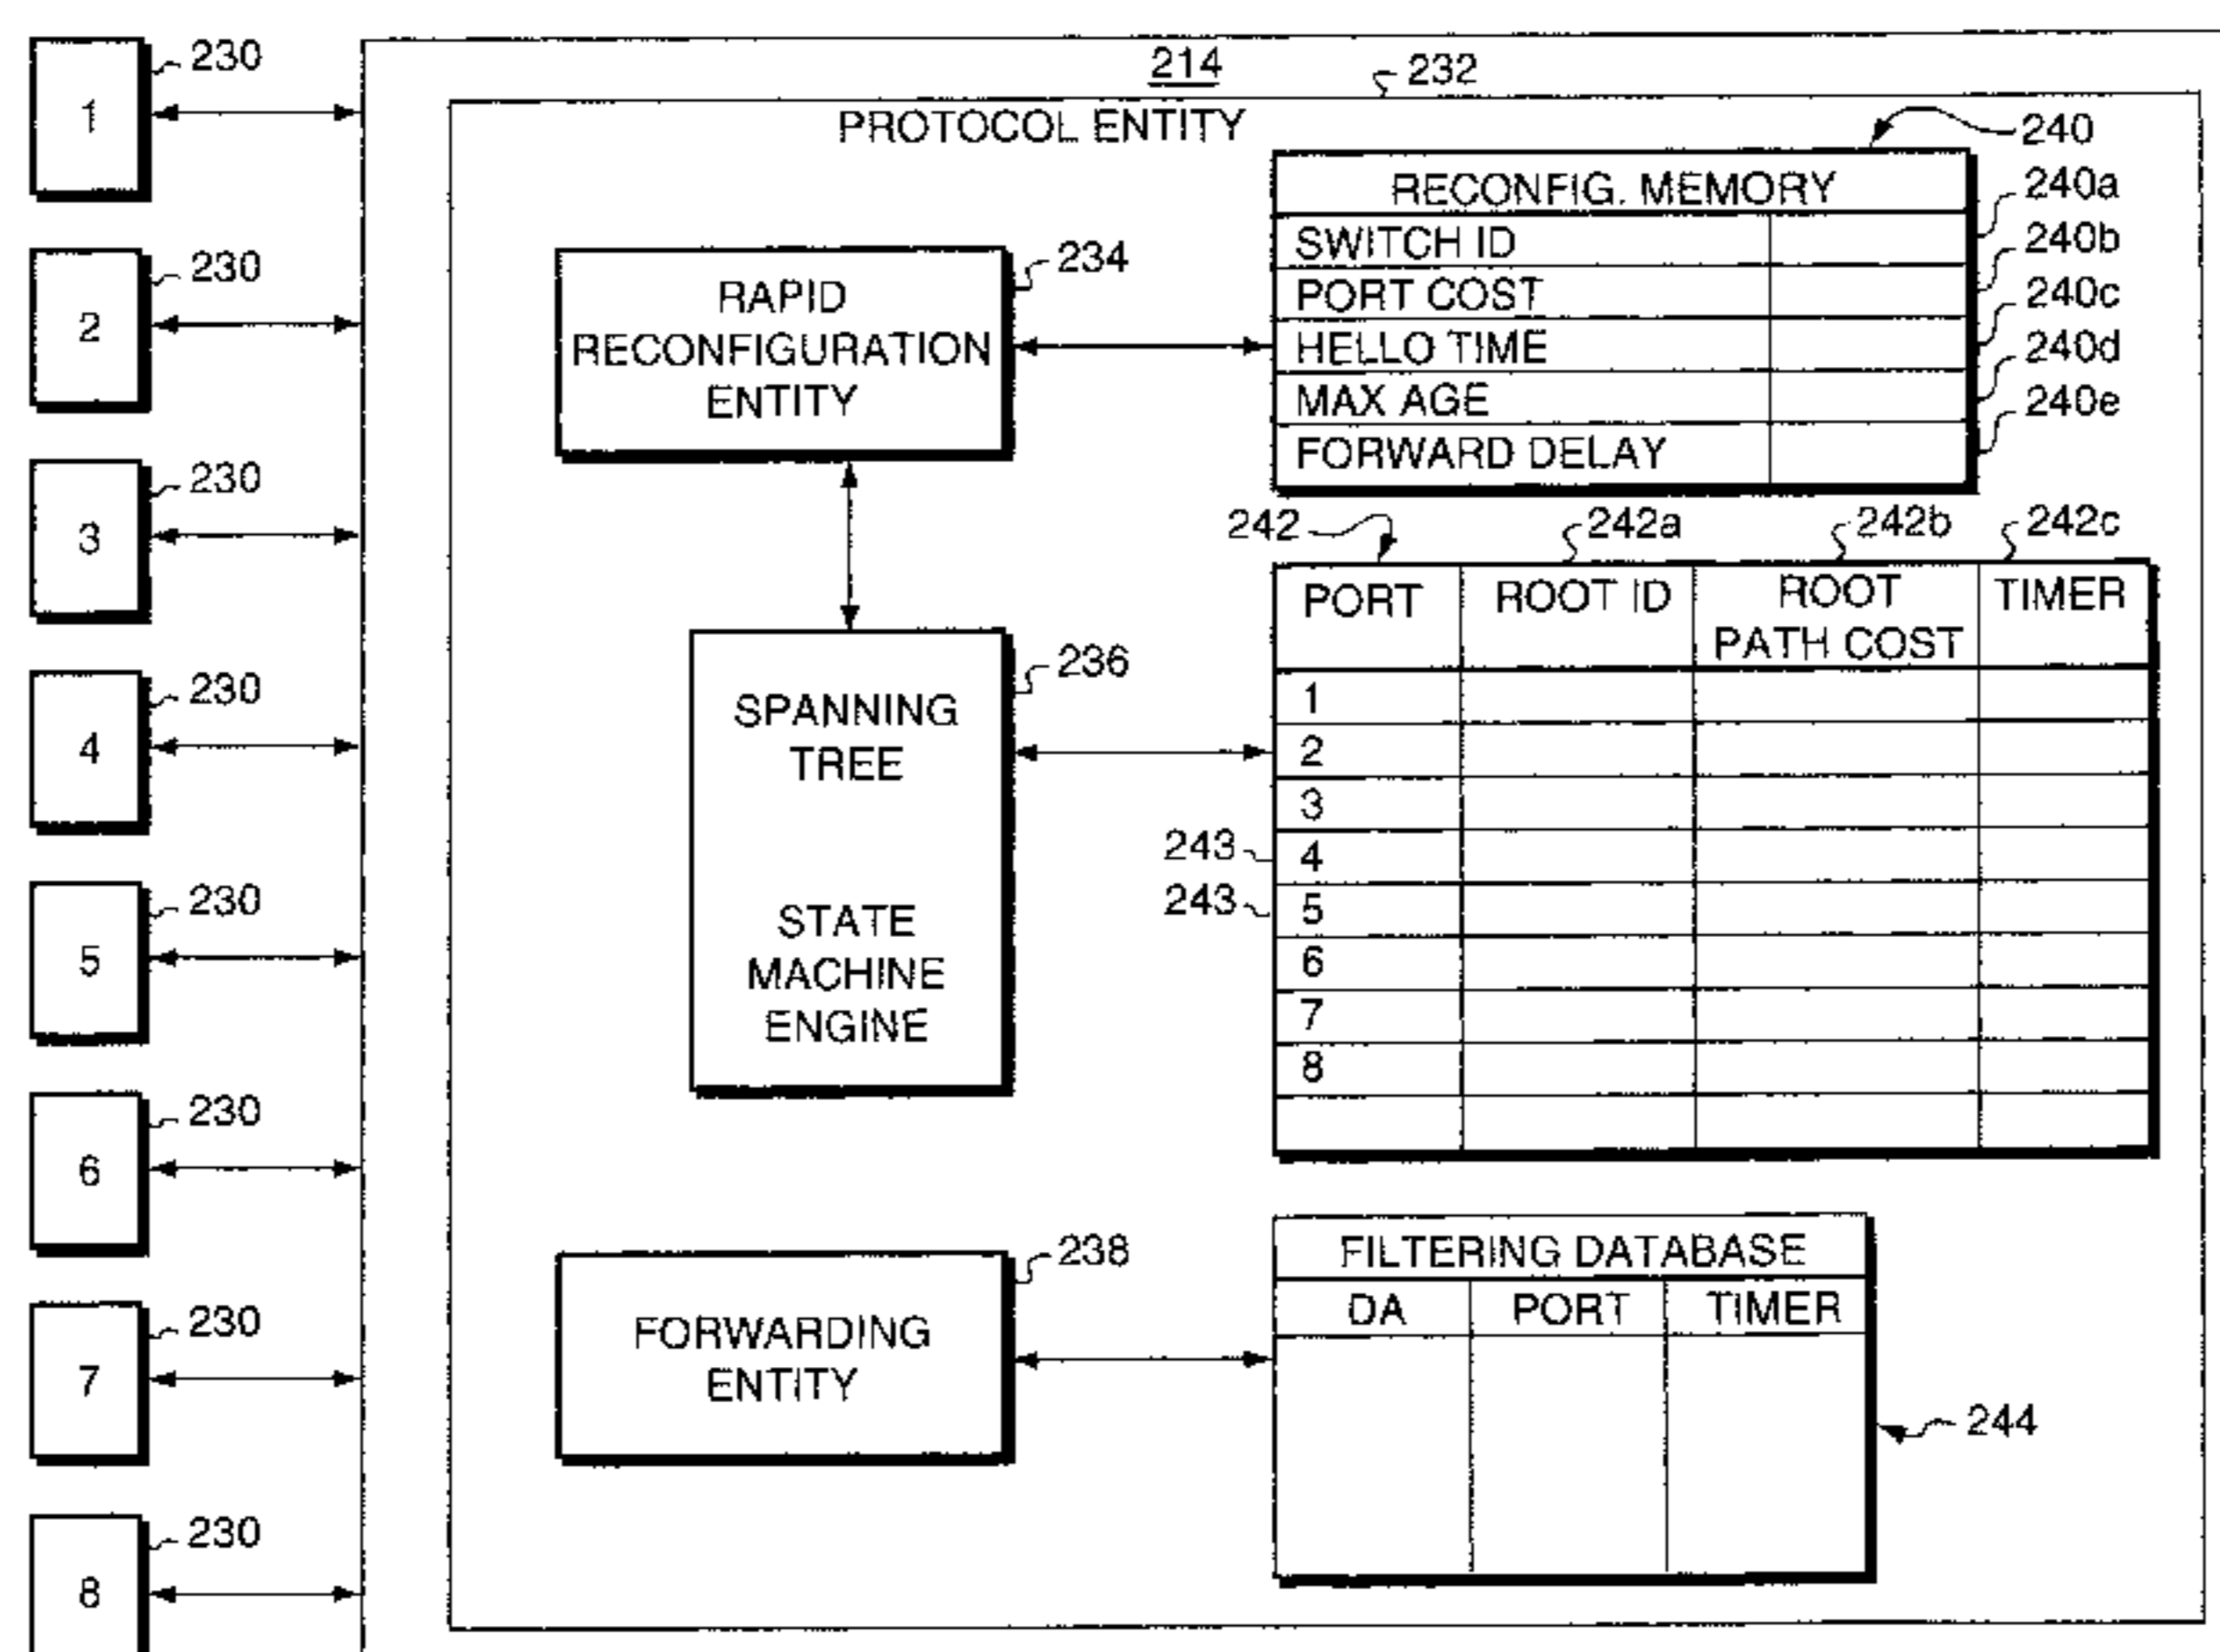 214
232
PROTOCOL ENTITY
1
230
2
230
3
230
4
230
5
230
6
230
7
230
8
230
RAPID
RECONFIGURATION
ENTITY
234
240
RECONFIG. MEMORY
SWITCH ID
240a
PORT COST
240b
HELLO TIME
240c
MAX AGE
240d
FORWARD DELAY
240e
SPANNING
TREE
STATE
MACHINE
ENGINE
236
242
242a
242b
242c
PORT
ROOT ID
ROOT
PATH COST
TIMER
1
2
3
243
4
243
5
6
7
8
FORWARDING
ENTITY
238
FILTERING DATABASE
DA
PORT
TIMER
244